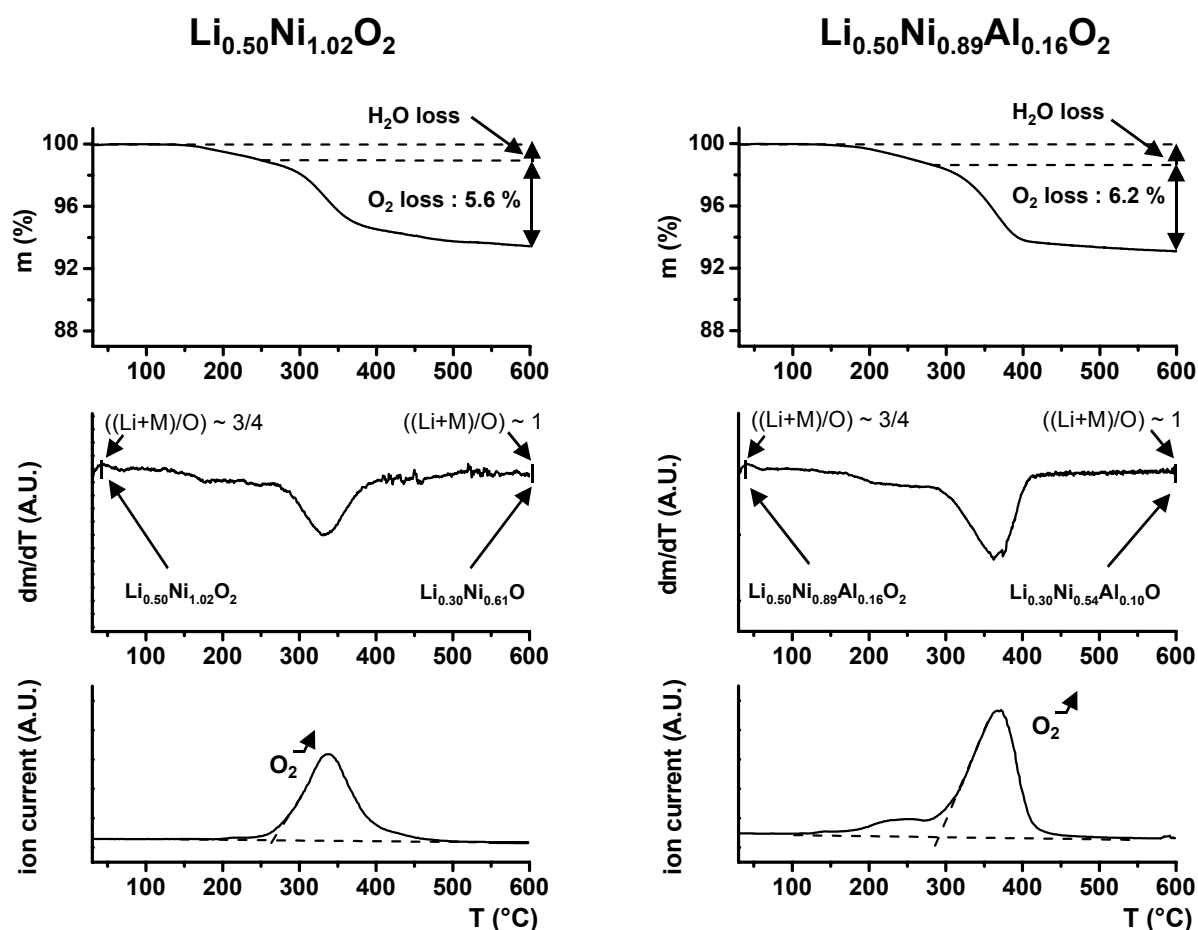 Li0.50Ni1.02O2
Li0.50Ni0.89Al0.16O2
H2O loss
O2 loss : 5.6 %
m (%)
100
96
92
88
100 200 300 400 500 600
H2O loss
O2 loss : 6.2 %
m (%)
100
96
92
88
100 200 300 400 500 600
((Li+M)/O) ~ 3/4
((Li+M)/O) ~ 1
dm/dT (A.U.)
Li0.50Ni1.02O2
Li0.30Ni0.61O
100 200 300 400 500 600
((Li+M)/O) ~ 3/4
((Li+M)/O) ~ 1
dm/dT (A.U.)
Li0.50Ni0.89Al0.16O2
Li0.30Ni0.54Al0.10O
100 200 300 400 500 600
ion current (A.U.)
O2
100 200 300 400 500 600
T (°C)
ion current (A.U.)
O2
100 200 300 400 500 600
T (°C)